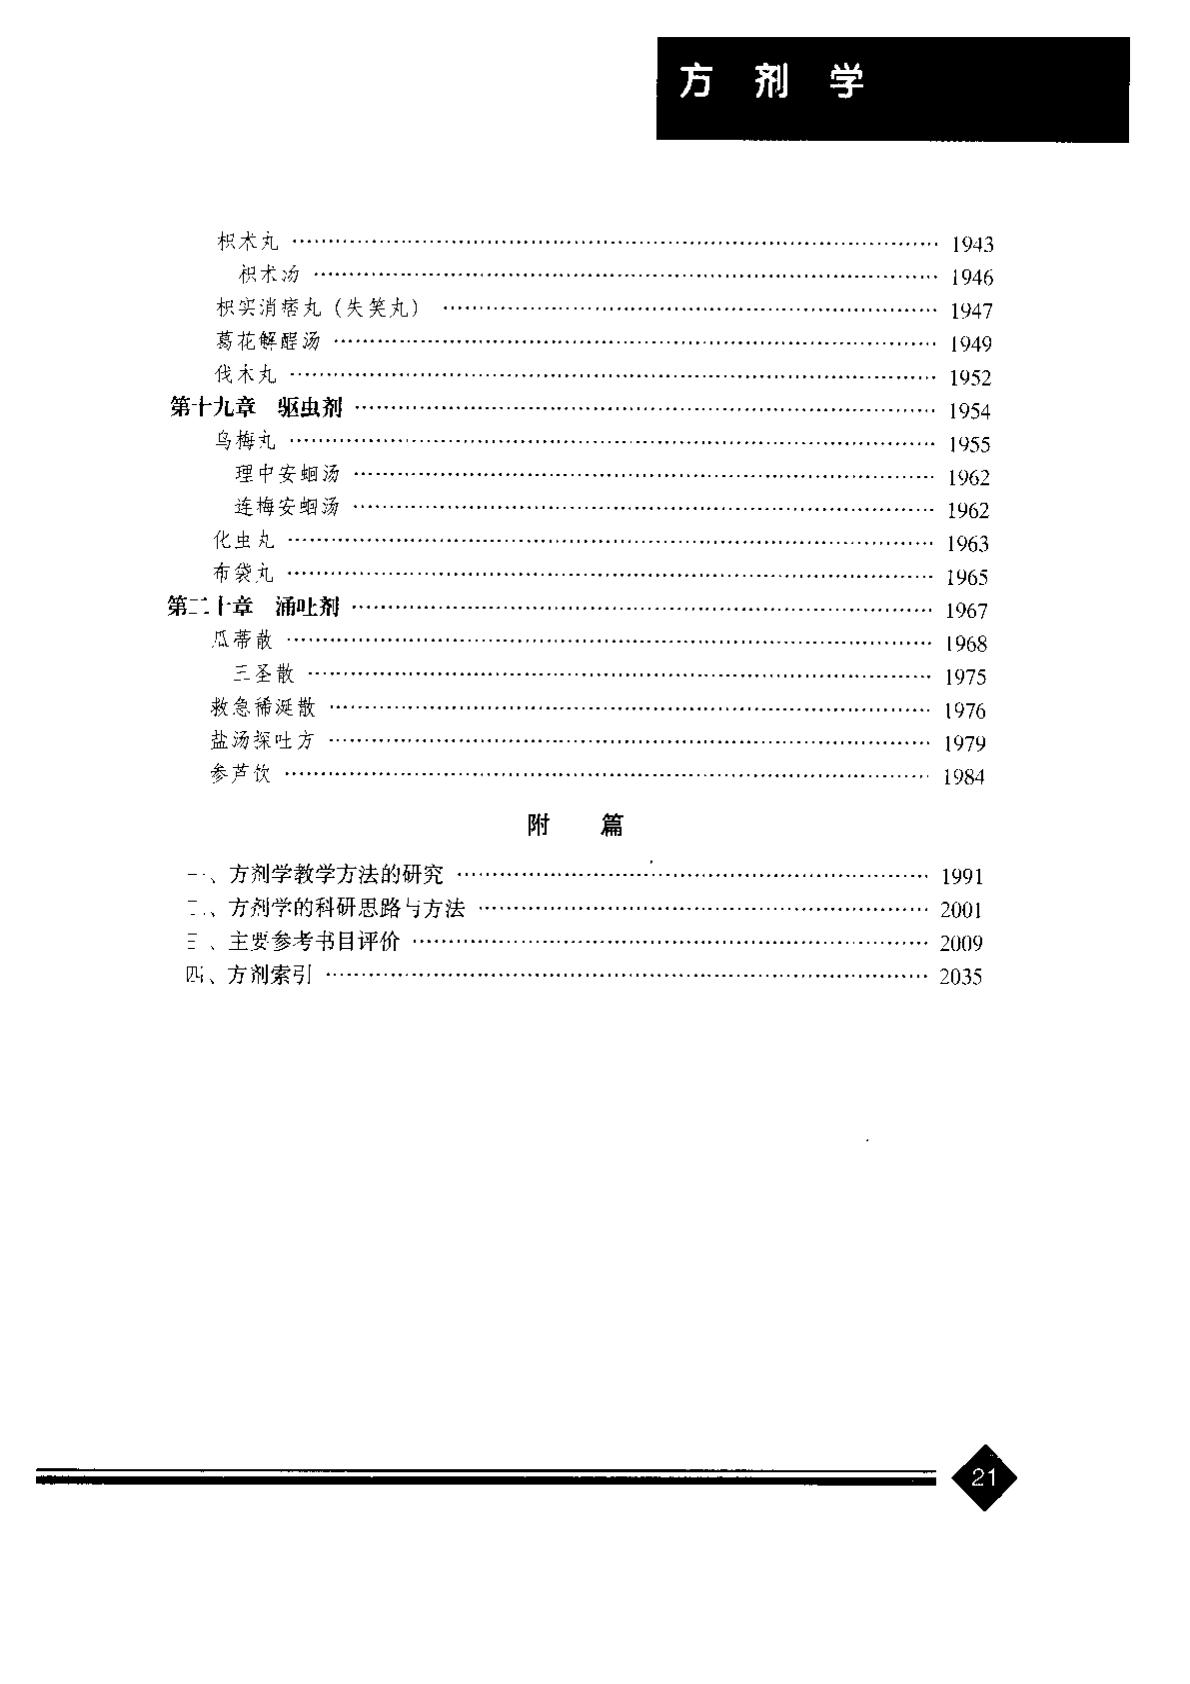 方剂学
枳术丸 …… 1943
枳术汤 …… 1946
枳实消痞丸（失笑丸） …… 1947
葛花解酲汤 …… 1949
伐木丸 …… 1952
第十九章　驱虫剂 …… 1954
乌梅丸 …… 1955
理中安蛔汤 …… 1962
连梅安蛔汤 …… 1962
化虫丸 …… 1963
布袋丸 …… 1965
第二十章　涌吐剂 …… 1967
瓜蒂散 …… 1968
三圣散 …… 1975
救急稀涎散 …… 1976
盐汤探吐方 …… 1979
参芦饮 …… 1984
附　篇
一、方剂学教学方法的研究 …… 1991
二、方剂学的科研思路与方法 …… 2001
三、主要参考书目评价 …… 2009
四、方剂索引 …… 2035
21